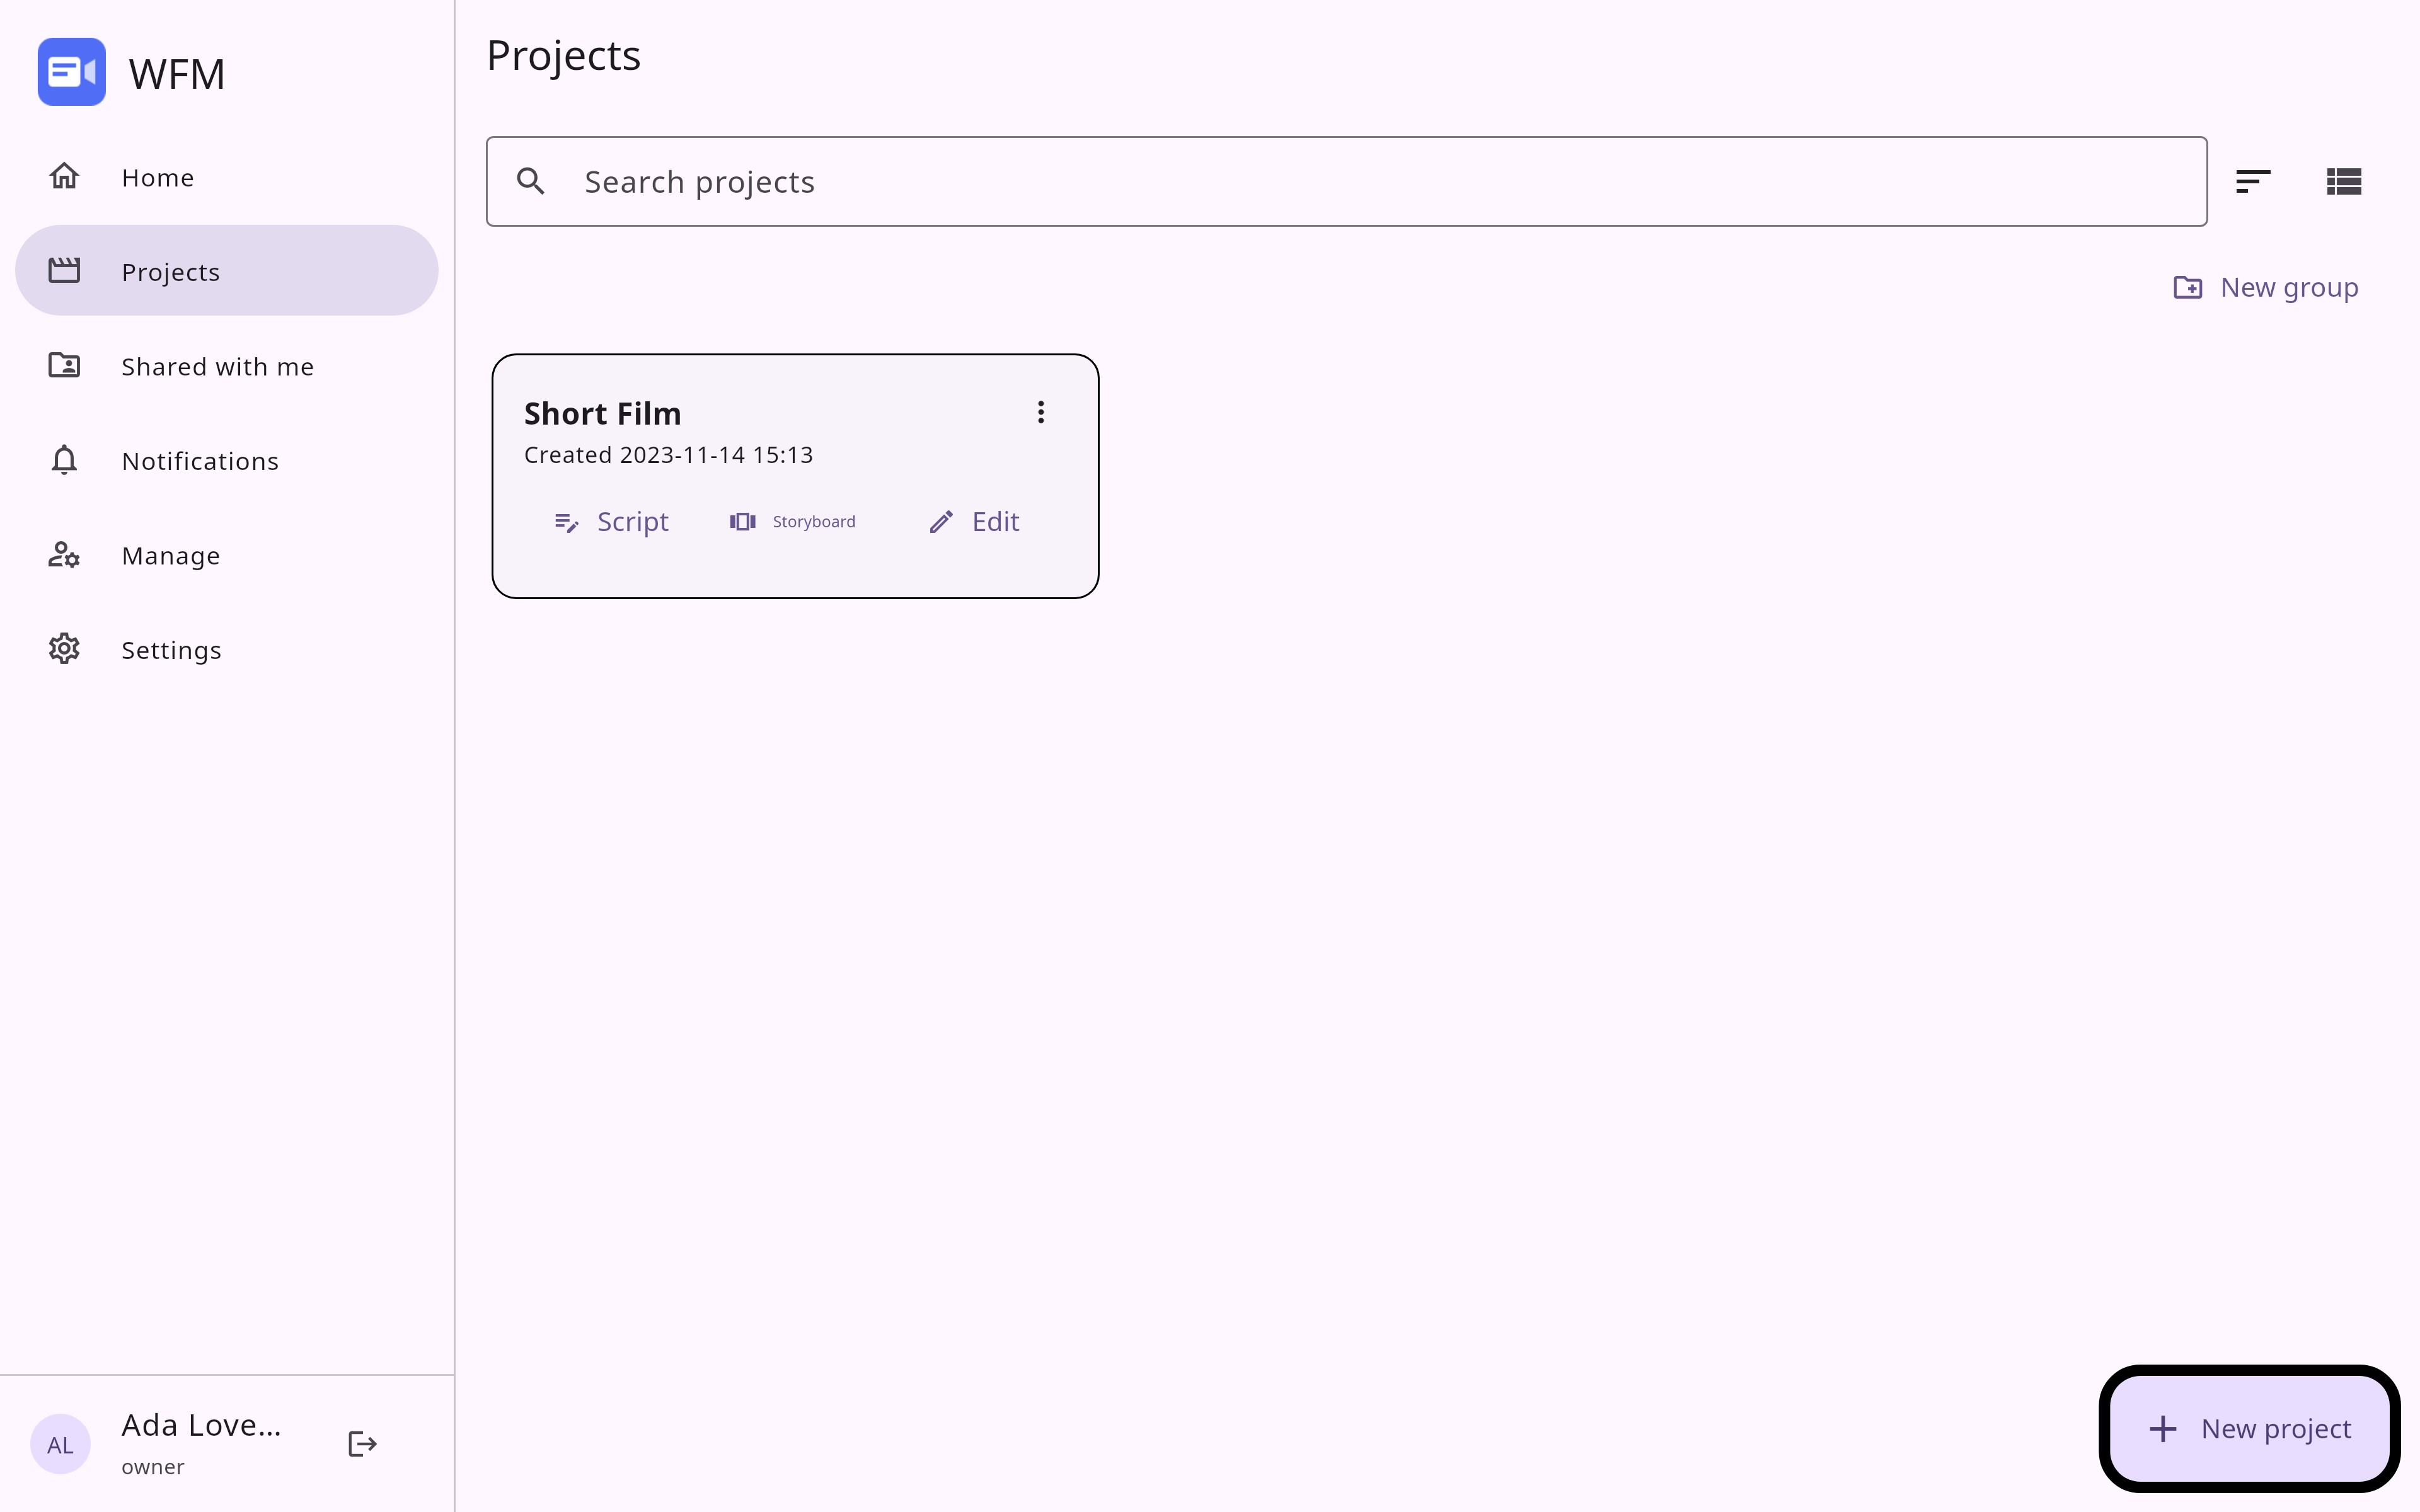 WFM
Home
Projects
Shared with me
Notifications
Manage
Settings
AL
Ada Love...
owner
Projects
Search projects
New group
Short Film
Created 2023-11-14 15:13
Script Storyboard Edit
New project